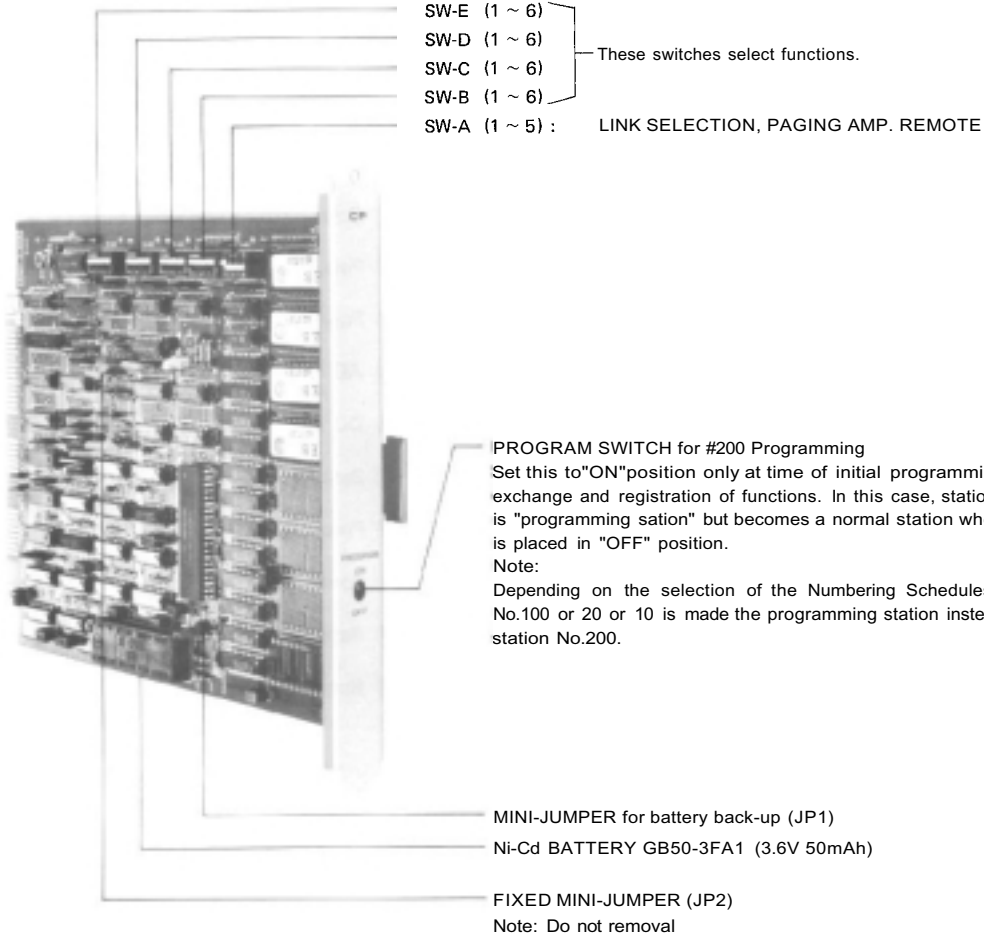 SW-E (1 ~ 6)
SW-D (1 ~ 6)
These switches select functions.
SW-C (1 ~ 6)
SW-B (1 ~ 6)
SW-A (1 ~ 5) : LINK SELECTION, PAGING AMP. REMOTE
CP
PROGRAM SWITCH for #200 Programming
Set this to"ON"position only at time of initial programmi
exchange and registration of functions. In this case, station
is "programming sation" but becomes a normal station whe
is placed in "OFF" position.
Note:
Depending on the selection of the Numbering Schedules
No.100 or 20 or 10 is made the programming station inste
station No.200.
MINI-JUMPER for battery back-up (JP1)
Ni-Cd BATTERY GB50-3FA1 (3.6V 50mAh)
FIXED MINI-JUMPER (JP2)
Note: Do not removal